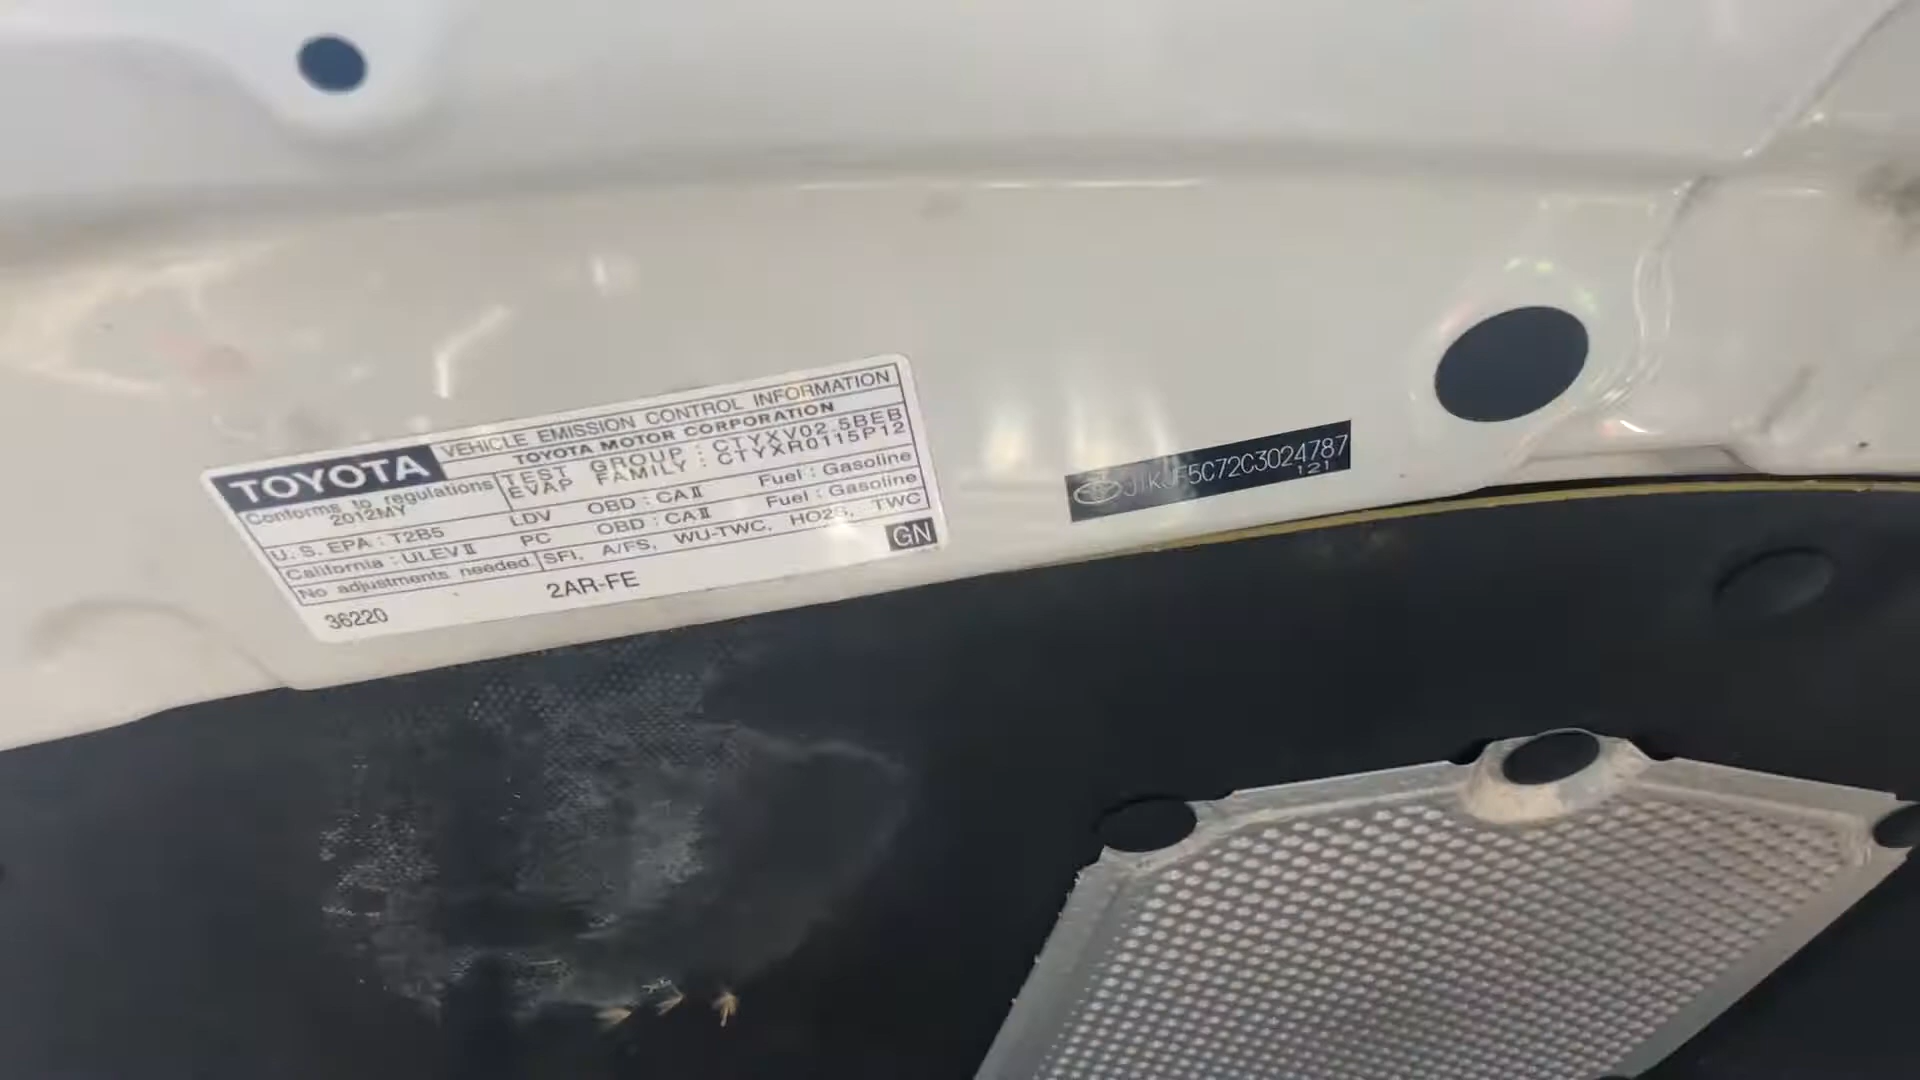 TOYOTA
VEHICLE EMISSION CONTROL INFORMATION
TOYOTA MOTOR CORPORATION
Conforms to regulations
2012MY
TEST GROUP : CTYXV02.5BEB
EVAP FAMILY : CTYXR0115P12
U. S. EPA : T2B5 LDV OBD : CAⅡ Fuel : Gasoline
California : ULEVⅡ PC OBD : CAⅡ Fuel : Gasoline
No adjustments needed. SFI, A/FS, WU-TWC, HO2S, TWC
36220 2AR-FE GN
JTKJF5C72C3024787
121